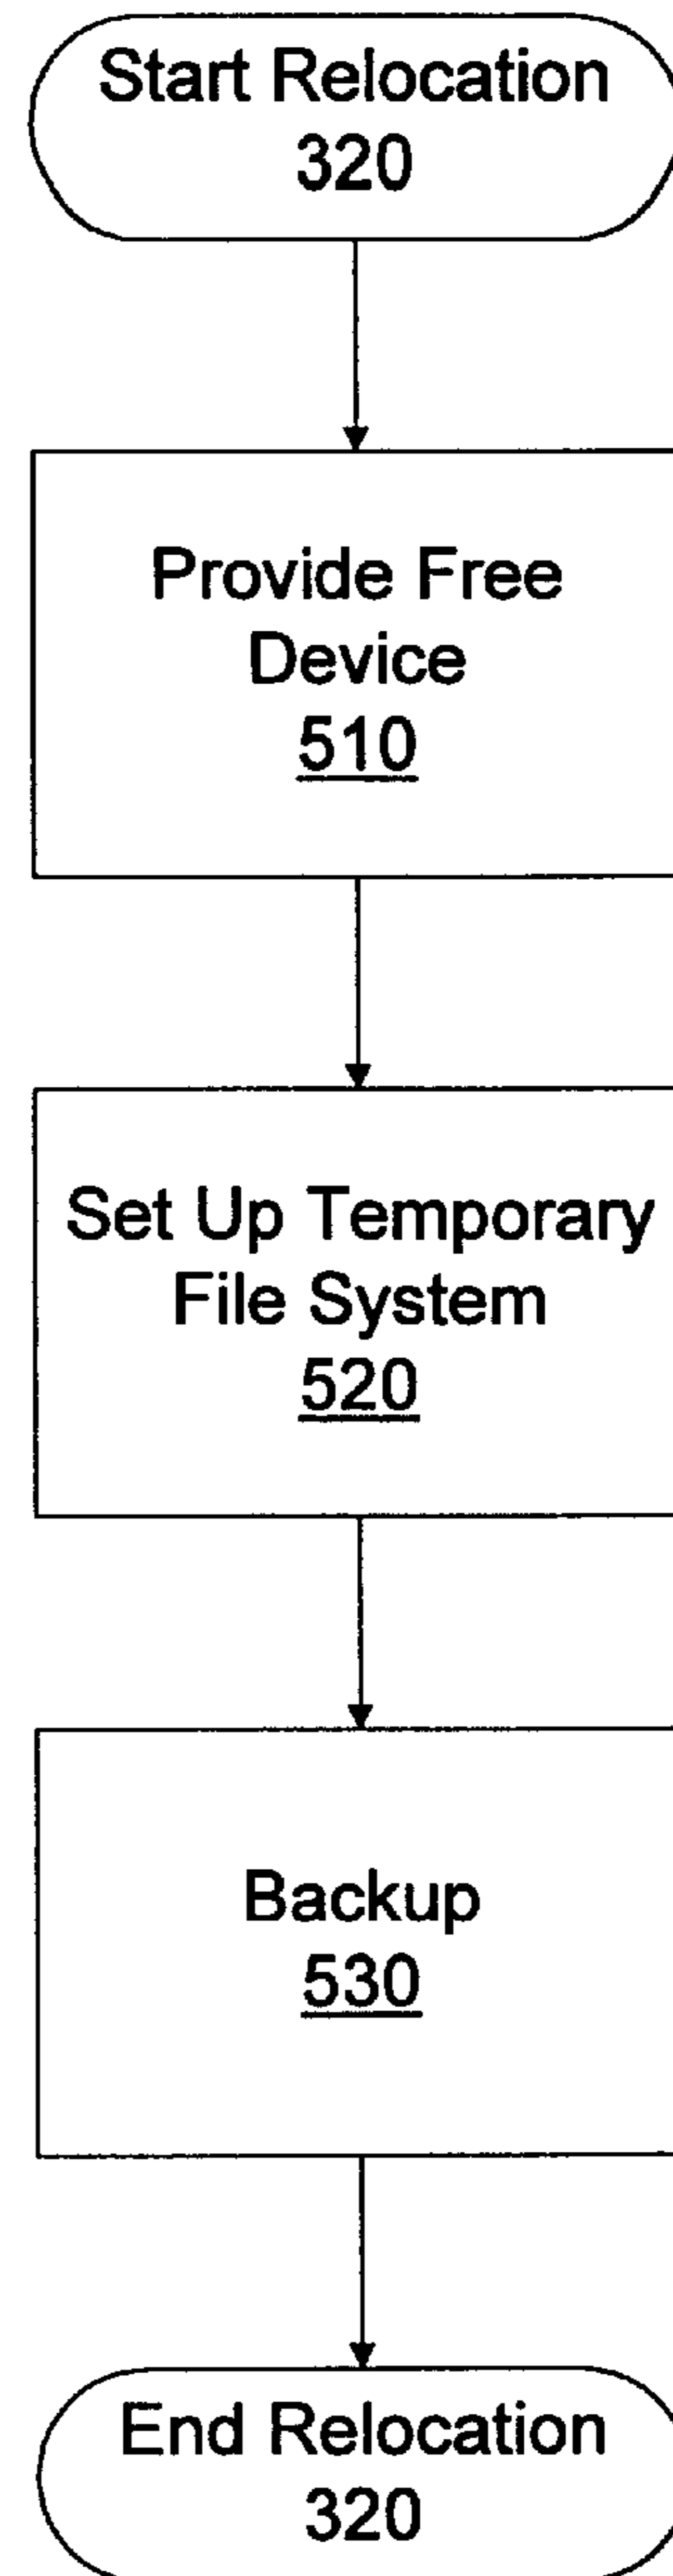 Start Relocation
320
Provide Free
Device
510
Set Up Temporary
File System
520
Backup
530
End Relocation
320